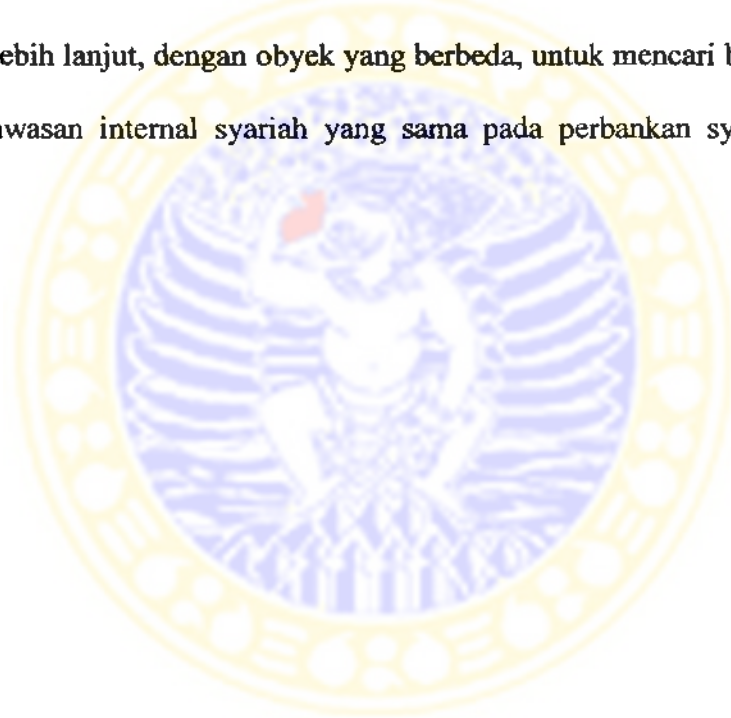 ebih lanjut, dengan obyek yang berbeda, untuk mencari b
awasan internal syariah yang sama pada perbankan sy